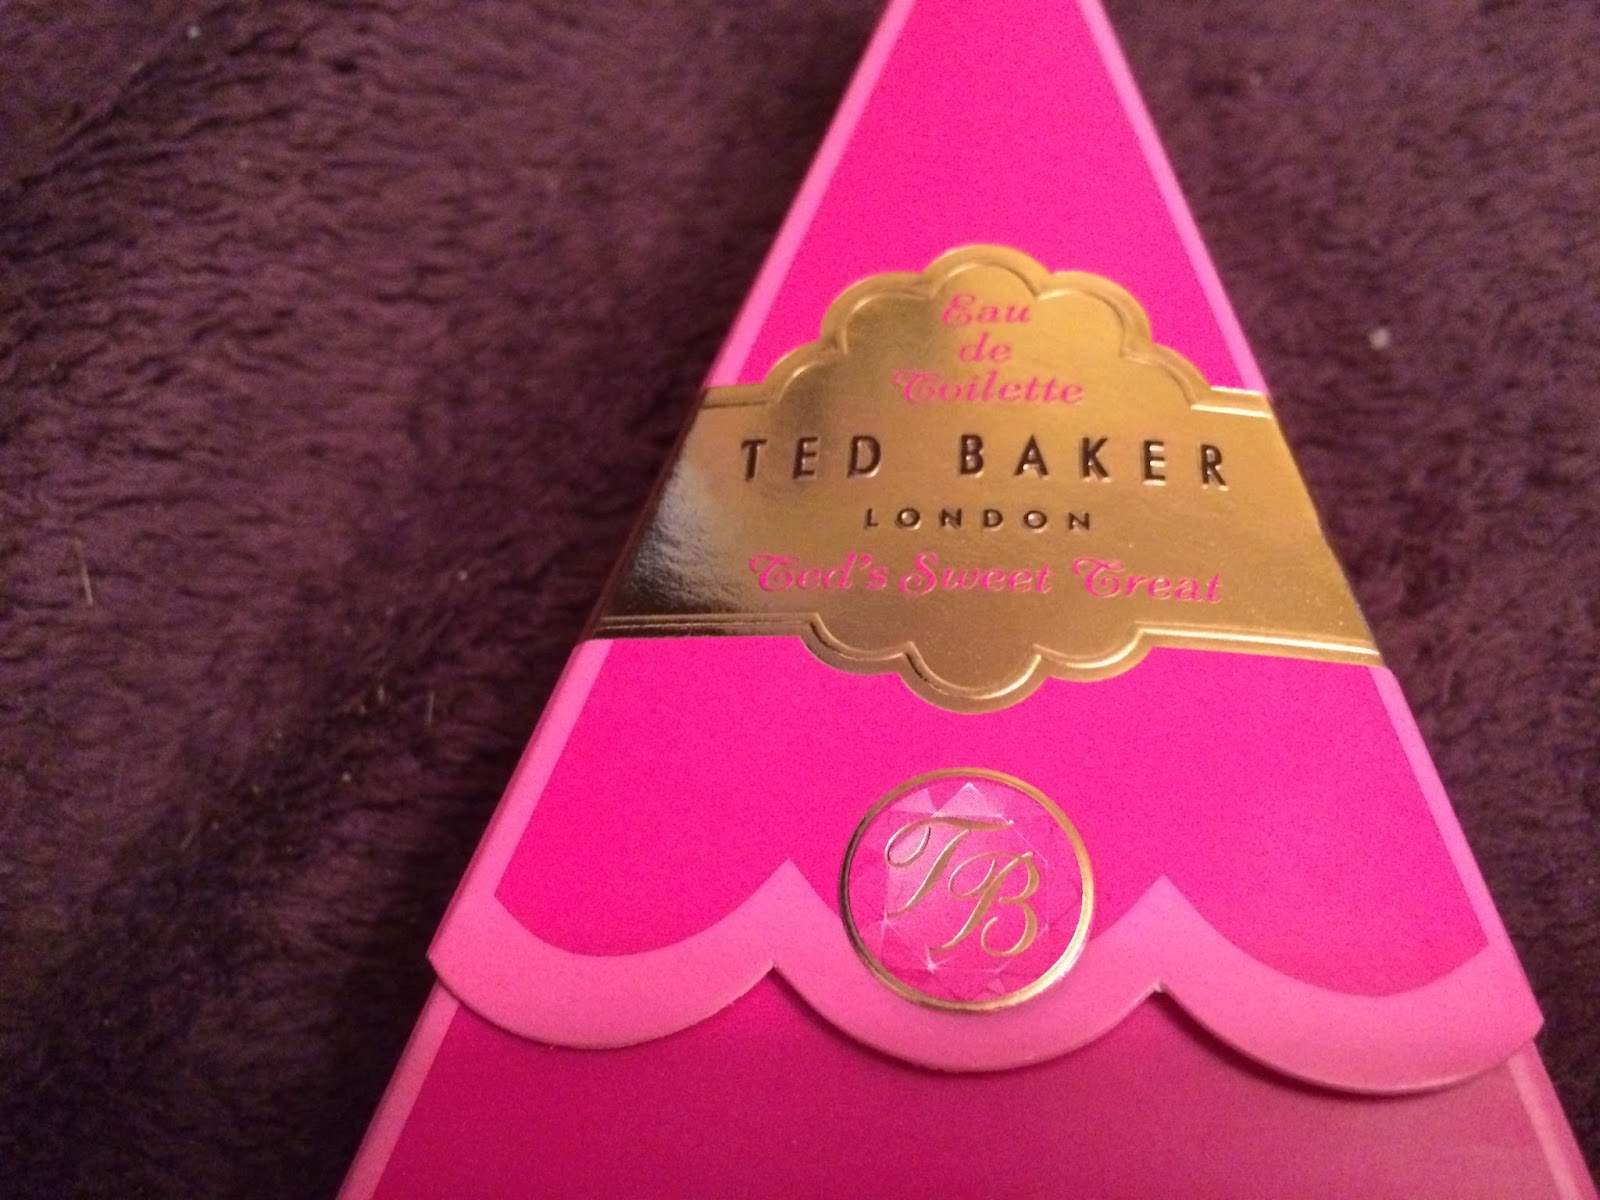 Eau
de
Toilette
TED BAKER
LONDON
Ted's Sweet Treat
TB